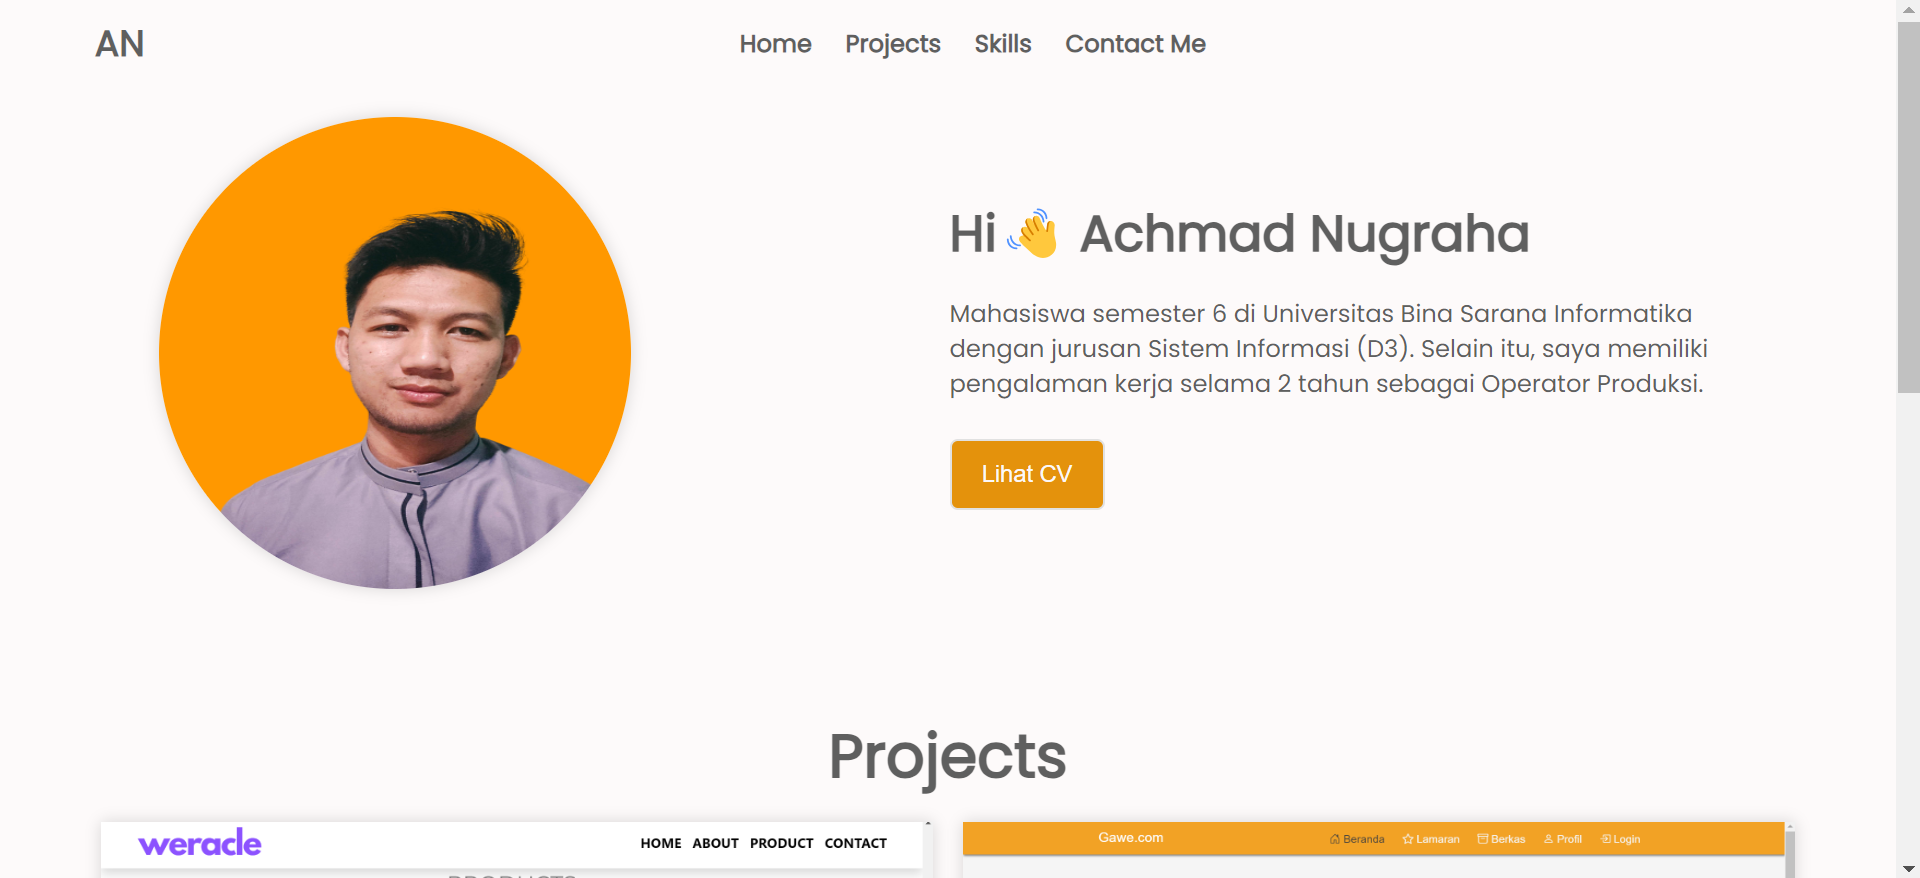 AN
Home Projects Skills Contact Me
Hi 👋 Achmad Nugraha
Mahasiswa semester 6 di Universitas Bina Sarana Informatika
dengan jurusan Sistem Informasi (D3). Selain itu, saya memiliki
pengalaman kerja selama 2 tahun sebagai Operator Produksi.
Lihat CV
Projects
weracle
HOME ABOUT PRODUCT CONTACT
PRODUCTS
Gawe.com
Beranda Lamaran Berkas Profil Login